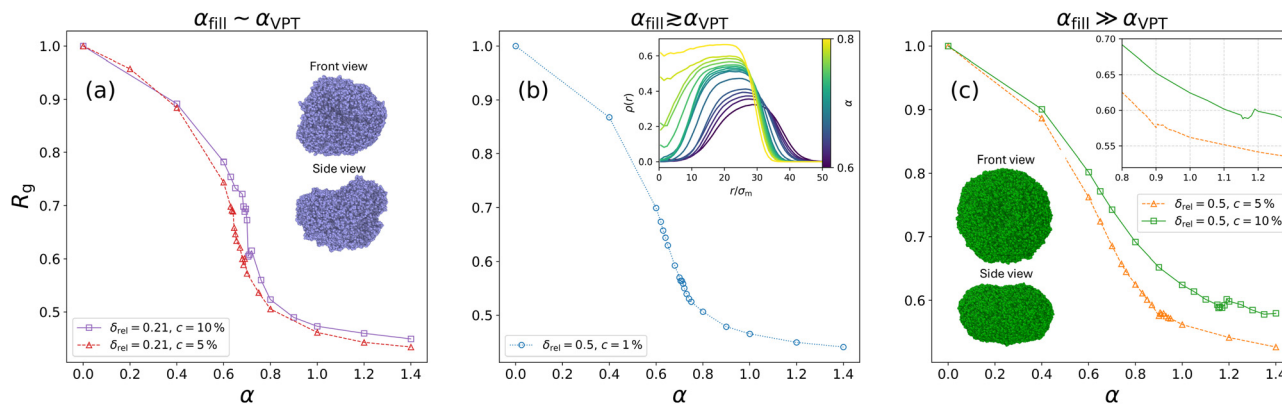 α_fill ~ α_VPT
(a)
Front view
Side view
R_g
1.0
0.9
0.8
0.7
0.6
0.5
0.0 0.2 0.4 0.6 0.8 1.0 1.2 1.4
α
δ_rel = 0.21, c = 10 %
δ_rel = 0.21, c = 5 %
α_fill ≳ α_VPT
(b)
1.0
0.9
0.8
0.7
0.6
0.5
0.0 0.2 0.4 0.6 0.8 1.0 1.2 1.4
α
δ_rel = 0.5, c = 1 %
ρ(r)
0.6
0.4
0.2
0.0
0 10 20 30 40 50
r/σ_m
0.8
α
0.6
α_fill ≫ α_VPT
(c)
Front view
Side view
1.0
0.9
0.8
0.7
0.6
0.0 0.2 0.4 0.6 0.8 1.0 1.2 1.4
α
0.70
0.65
0.60
0.55
0.8 0.9 1.0 1.1 1.2
δ_rel = 0.5, c = 5 %
δ_rel = 0.5, c = 10 %